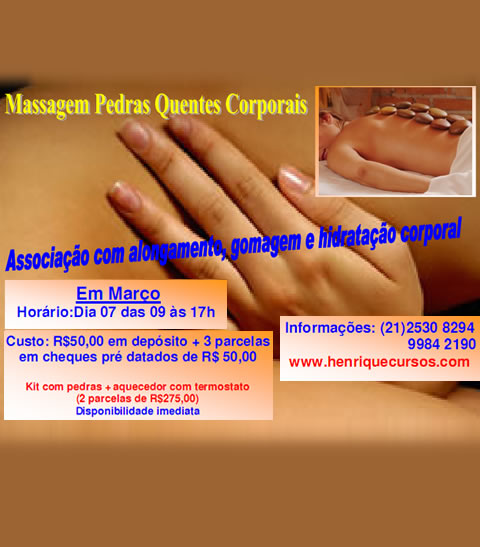 Massagem Pedras Quentes Corporais
Associação com alongamento, gomagem e hidratação corporal
Em Março
Horário:Dia 07 das 09 às 17h
Custo: R$50,00 em depósito + 3 parcelas
em cheques pré datados de R$ 50,00
Kit com pedras + aquecedor com termostato
(2 parcelas de R$275,00)
Disponibilidade imediata
Informações: (21)2530 8294
9984 2190
www.henriquecursos.com